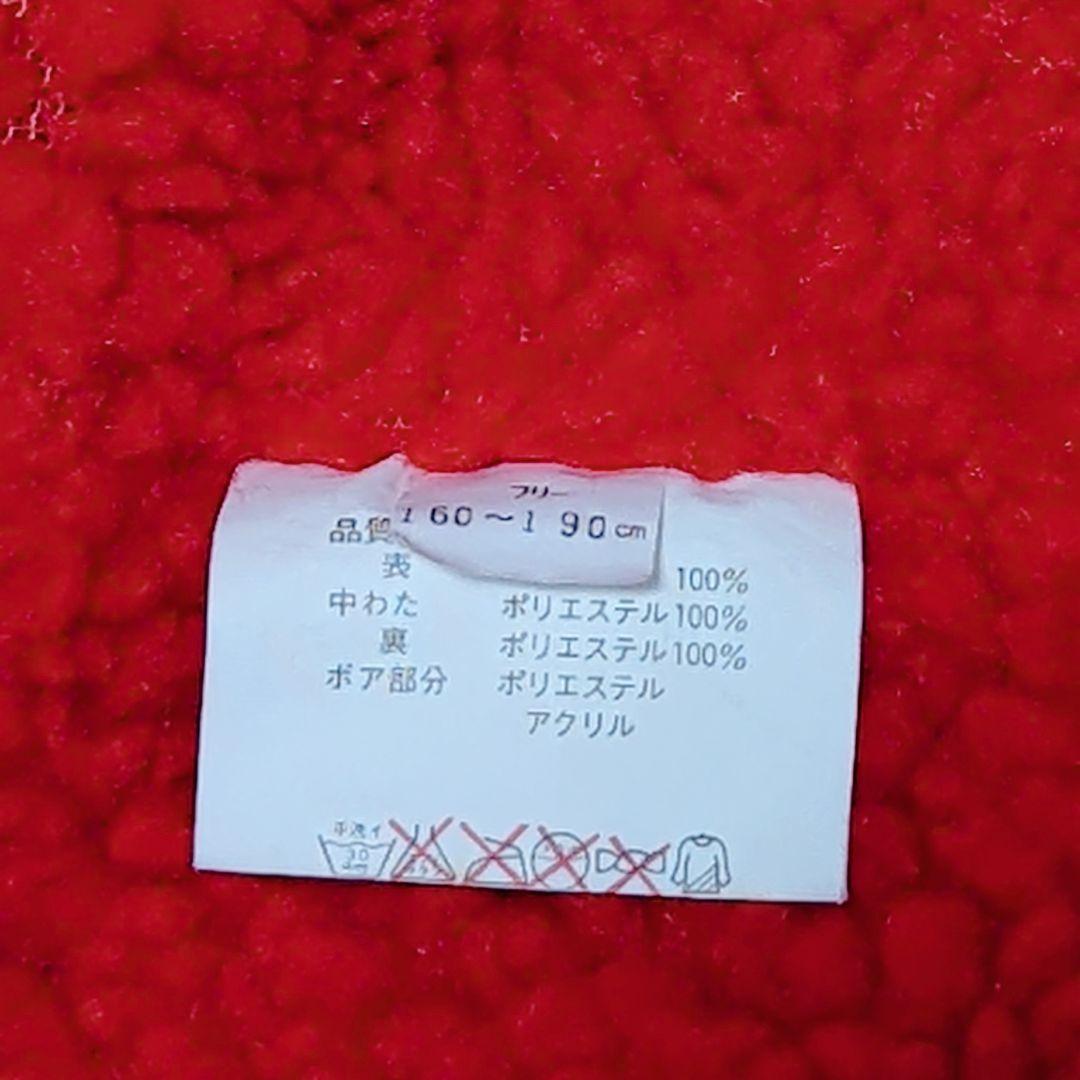 フリー
160～190cm
品質
表 100%
中わた ポリエステル100%
裏 ポリエステル100%
ボア部分 ポリエステル
アクリル
手洗イ
30